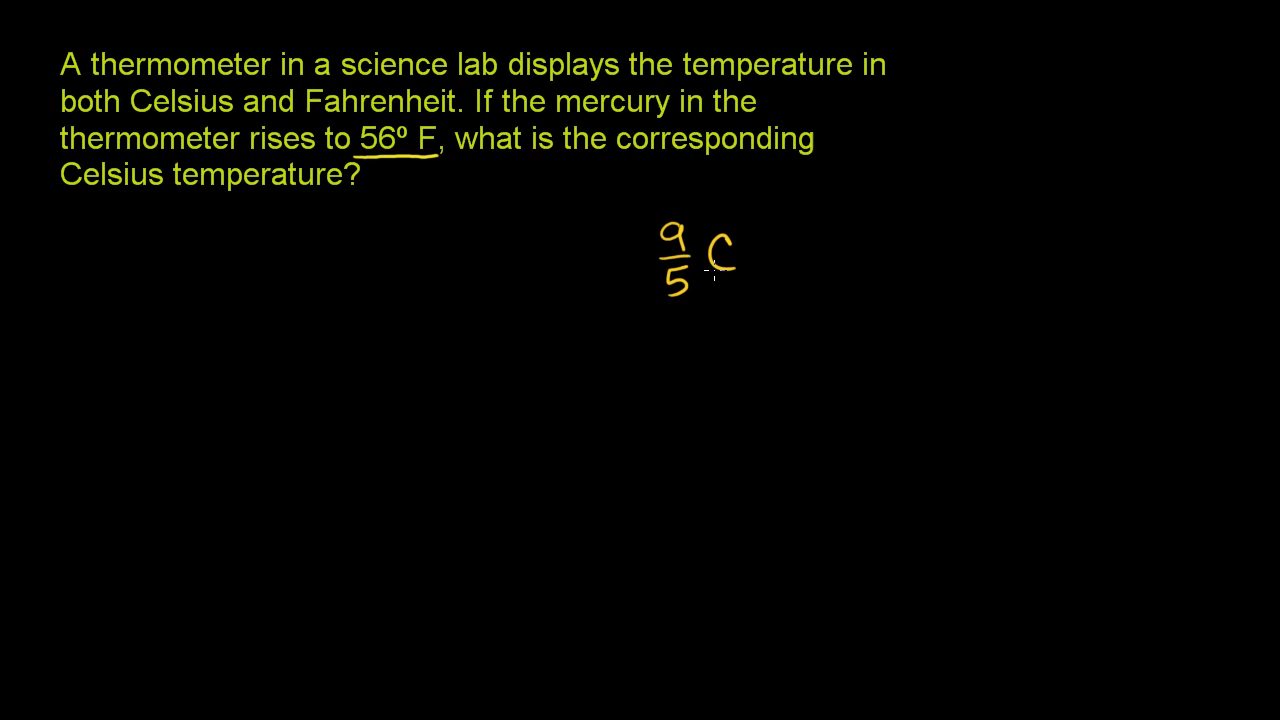 A thermometer in a science lab displays the temperature in
both Celsius and Fahrenheit. If the mercury in the
thermometer rises to 56º F, what is the corresponding
Celsius temperature?
9/5 C